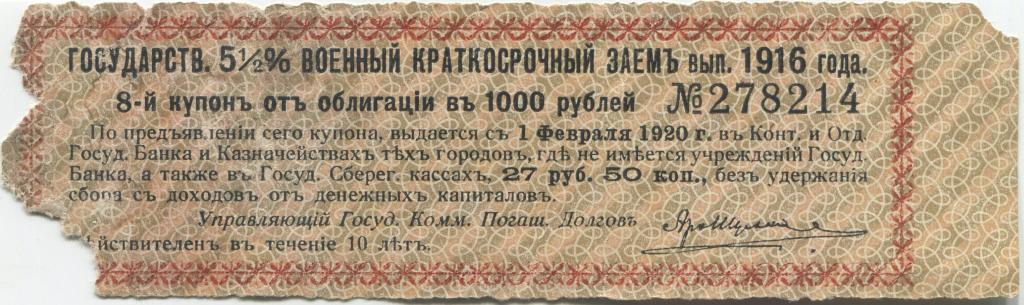 ГОСУДАРСТВ. 5½% ВОЕННЫЙ КРАТКОСРОЧНЫЙ ЗАЕМЪ вып. 1916 года.
8-й купонъ отъ облигаціи въ 1000 рублей №278214
По предъявленіи сего купона, выдается съ 1 Февраля 1920 г. въ Конт. и Отд.
Госуд. Банка и Казначействахъ тѣхъ городовъ, гдѣ не имѣется учрежденій Госуд.
Банка, а также въ Госуд. Сберег. кассахъ, 27 руб. 50 коп., безъ удержанія
сбора съ доходовъ отъ денежныхъ капиталовъ.
Управляющій Госуд. Комм. Погаш. Долговъ
ѣйствителенъ въ теченіе 10 лѣтъ.